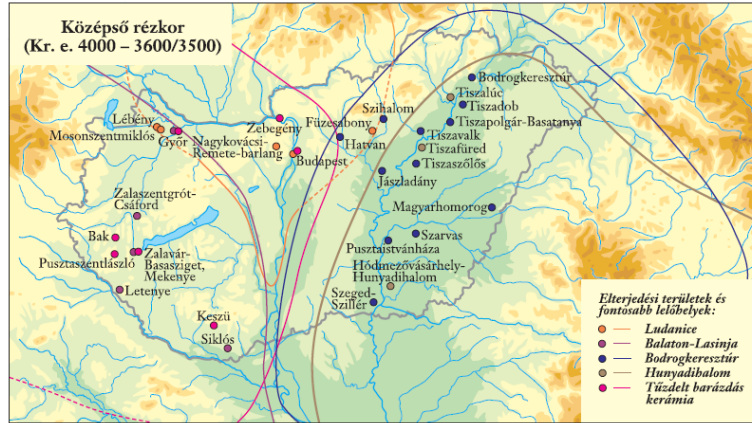 Középső rézkor
(Kr. e. 4000 – 3600/3500)
Bodrogkeresztúr
Tiszalúc
Tiszadob
Szihalom
Füzesabony
Tiszapolgár-Basatanya
Zebegény
Lébény
Mosonszentmiklós
Győr
Nagykovácsi-
Remete-barlang
Budapest
Hatvan
Tiszavalk
Tiszafüred
Tiszaszőlős
Jászladány
Zalaszentgrót-
Csáford
Magyarhomorog
Bak
Szarvas
Pusztaistvánháza
Pusztaszentlászló
Zalavár-
Basasziget,
Mekenye
Hódmezővásárhely-
Hunyadihalom
Letenye
Szeged-
Szillér
Keszü
Siklós
Elterjedési területek és
fontosabb lelőhelyek:
Ludanice
Balaton-Lasinja
Bodrogkeresztúr
Hunyadihalom
Tűzdelt barázdás
kerámia